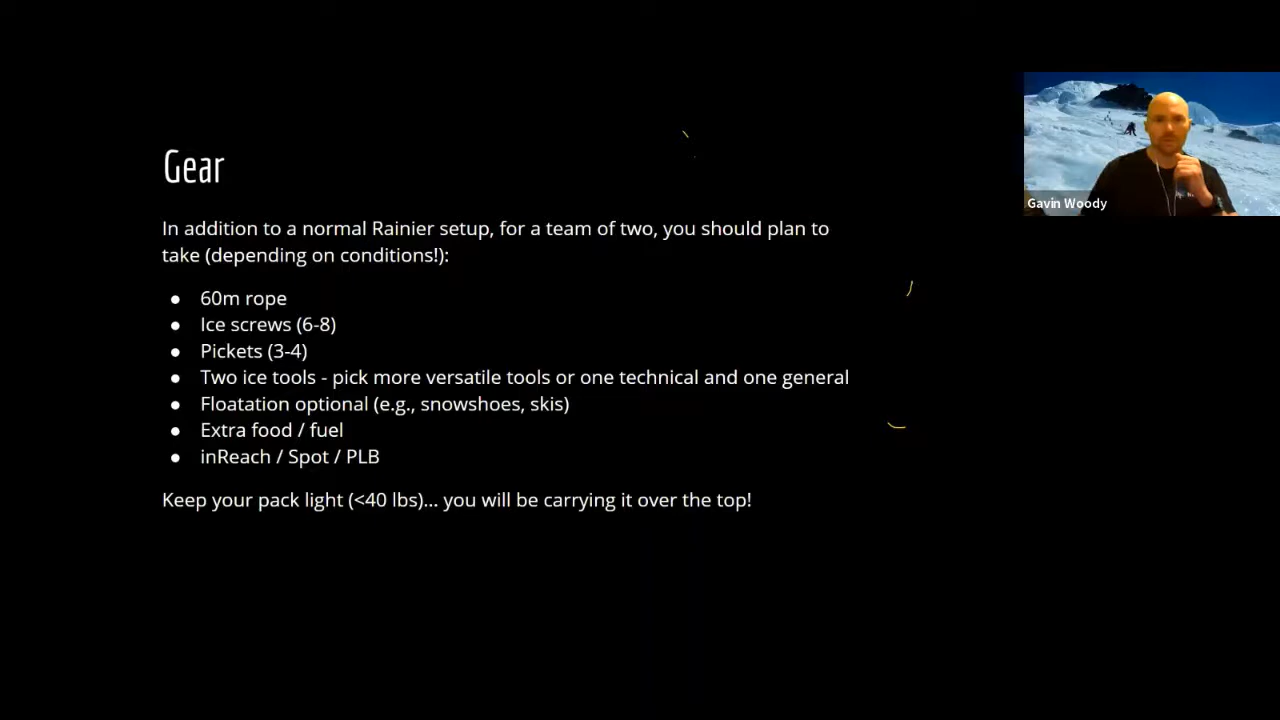 Gear
In addition to a normal Rainier setup, for a team of two, you should plan to
take (depending on conditions!):
● 60m rope
● Ice screws (6-8)
● Pickets (3-4)
● Two ice tools - pick more versatile tools or one technical and one general
● Floatation optional (e.g., snowshoes, skis)
● Extra food / fuel
● inReach / Spot / PLB
Keep your pack light (<40 lbs)... you will be carrying it over the top!
Gavin Woody